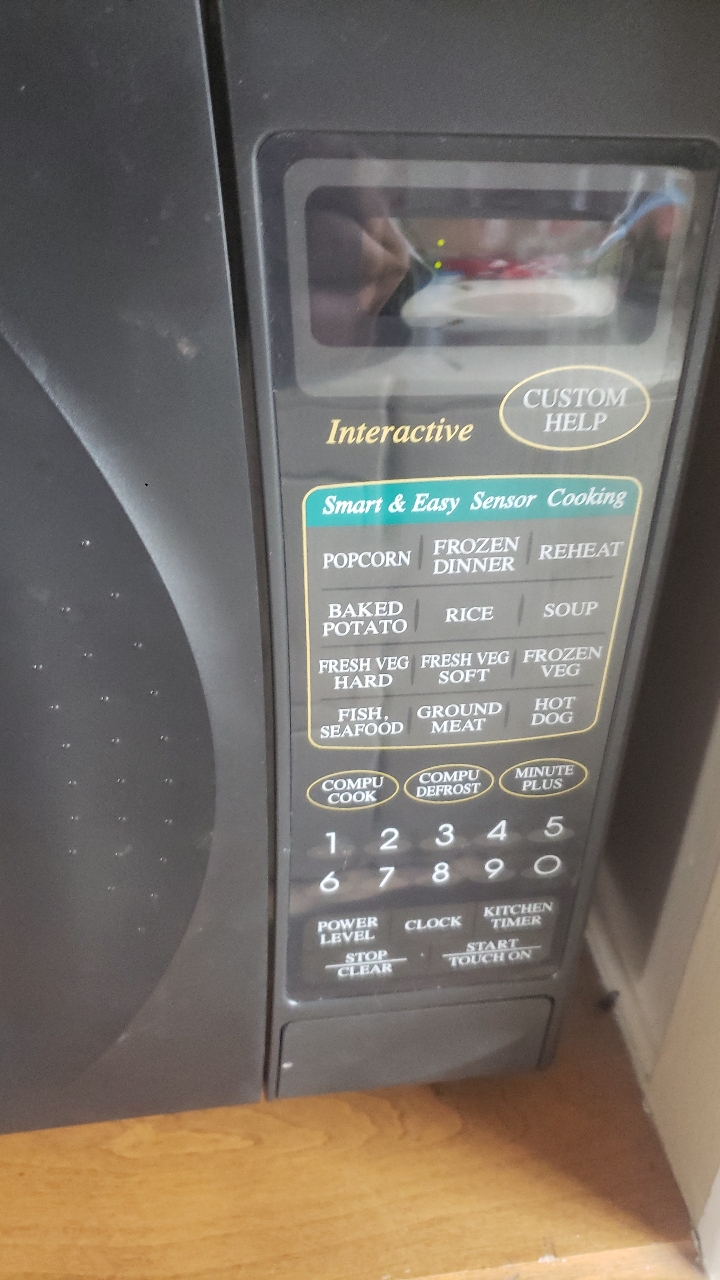 CUSTOM
HELP
Interactive
Smart & Easy Sensor Cooking
POPCORN
FROZEN
DINNER
REHEAT
BAKED
POTATO
RICE
SOUP
FRESH VEG
HARD
FRESH VEG
SOFT
FROZEN
VEG
FISH,
SEAFOOD
GROUND
MEAT
HOT
DOG
COMPU
COOK
COMPU
DEFROST
MINUTE
PLUS
1 2 3 4 5
6 7 8 9 0
POWER
LEVEL
CLOCK
KITCHEN
TIMER
STOP
CLEAR
START
TOUCH ON